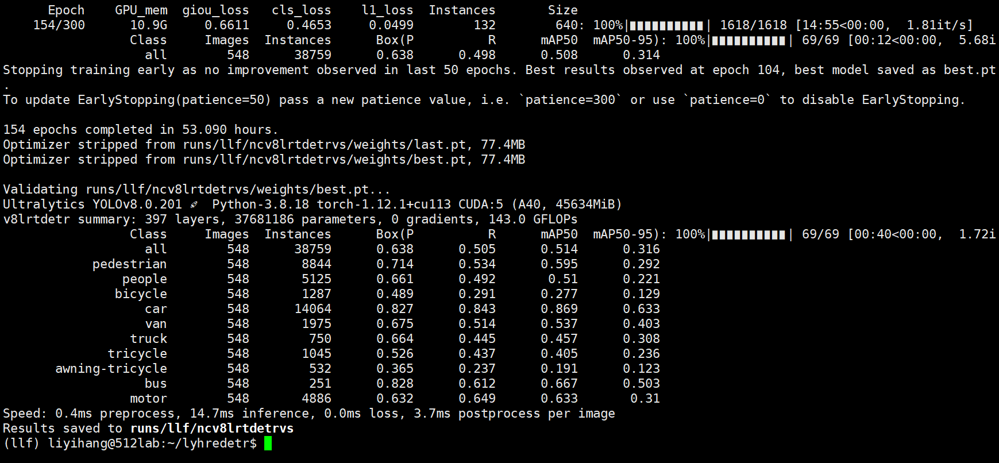 Epoch GPU_mem giou_loss cls_loss l1_loss Instances Size
154/300 10.9G 0.6611 0.4653 0.0499 132 640: 100%|██████████| 1618/1618 [14:55<00:00, 1.81it/s]
Class Images Instances Box(P R mAP50 mAP50-95): 100%|██████████| 69/69 [00:12<00:00, 5.68i
all 548 38759 0.638 0.498 0.508 0.314
Stopping training early as no improvement observed in last 50 epochs. Best results observed at epoch 104, best model saved as best.pt
.
To update EarlyStopping(patience=50) pass a new patience value, i.e. `patience=300` or use `patience=0` to disable EarlyStopping.
154 epochs completed in 53.090 hours.
Optimizer stripped from runs/llf/ncv8lrtdetrvs/weights/last.pt, 77.4MB
Optimizer stripped from runs/llf/ncv8lrtdetrvs/weights/best.pt, 77.4MB
Validating runs/llf/ncv8lrtdetrvs/weights/best.pt...
Ultralytics YOLOv8.0.201 🚀 Python-3.8.18 torch-1.12.1+cu113 CUDA:5 (A40, 45634MiB)
v8lrtdetr summary: 397 layers, 37681186 parameters, 0 gradients, 143.0 GFLOPs
Class Images Instances Box(P R mAP50 mAP50-95): 100%|██████████| 69/69 [00:40<00:00, 1.72i
all 548 38759 0.638 0.505 0.514 0.316
pedestrian 548 8844 0.714 0.534 0.595 0.292
people 548 5125 0.661 0.492 0.51 0.221
bicycle 548 1287 0.489 0.291 0.277 0.129
car 548 14064 0.827 0.843 0.869 0.633
van 548 1975 0.675 0.514 0.537 0.403
truck 548 750 0.664 0.445 0.457 0.308
tricycle 548 1045 0.526 0.437 0.405 0.236
awning-tricycle 548 532 0.365 0.237 0.191 0.123
bus 548 251 0.828 0.612 0.667 0.503
motor 548 4886 0.632 0.649 0.633 0.31
Speed: 0.4ms preprocess, 14.7ms inference, 0.0ms loss, 3.7ms postprocess per image
Results saved to runs/llf/ncv8lrtdetrvs
(llf) liyihang@512lab:~/lyhredetr$